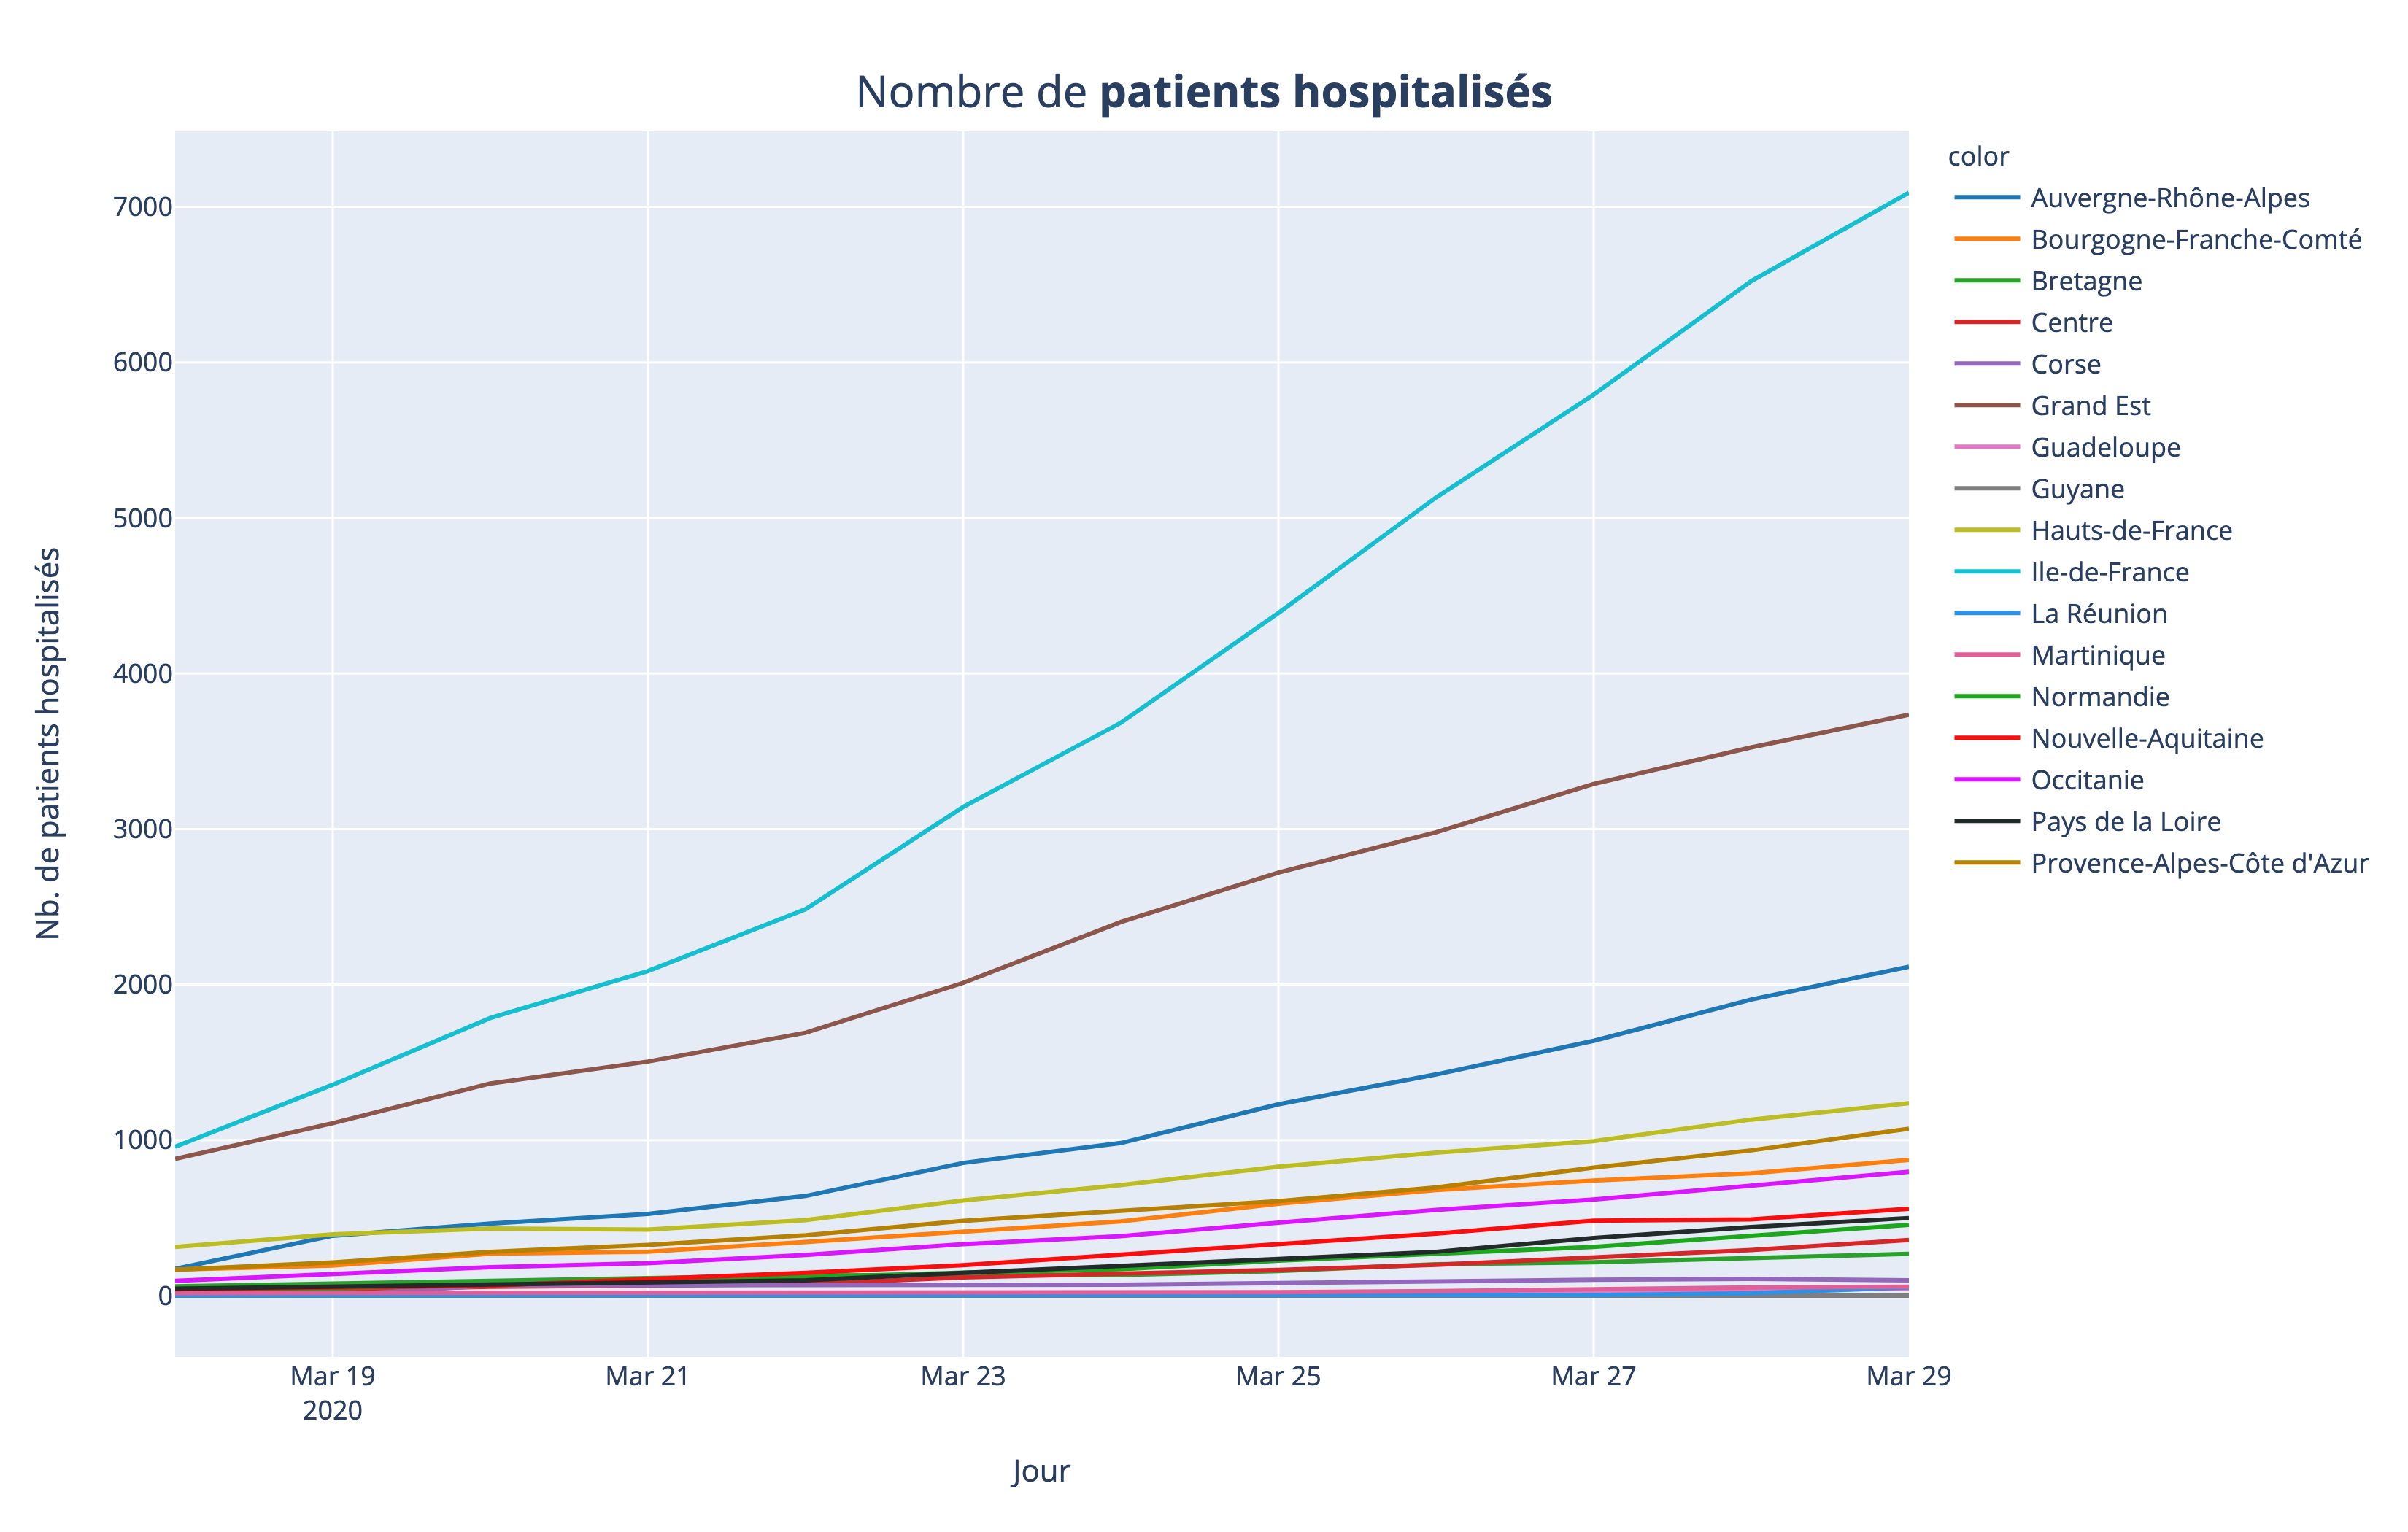 Nombre de patients hospitalisés
color
Auvergne-Rhône-Alpes
Bourgogne-Franche-Comté
Bretagne
Centre
Corse
Grand Est
Guadeloupe
Guyane
Hauts-de-France
Ile-de-France
La Réunion
Martinique
Normandie
Nouvelle-Aquitaine
Occitanie
Pays de la Loire
Provence-Alpes-Côte d'Azur
Nb. de patients hospitalisés
7000
6000
5000
4000
3000
2000
1000
0
Mar 19 Mar 21 Mar 23 Mar 25 Mar 27 Mar 29
2020
Jour